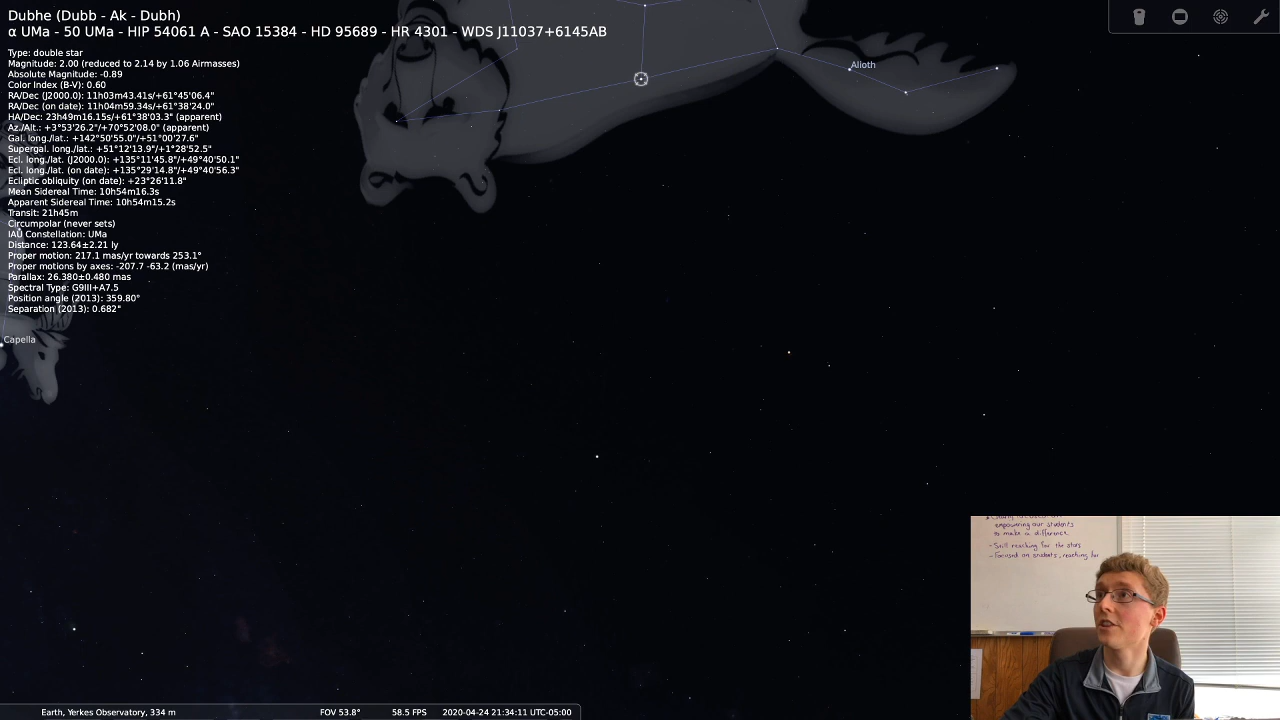 Dubhe (Dubb - Ak - Dubh)
α UMa - 50 UMa - HIP 54061 A - SAO 15384 - HD 95689 - HR 4301 - WDS J11037+6145AB
Type: double star
Magnitude: 2.00 (reduced to 2.14 by 1.06 Airmasses)
Absolute Magnitude: -0.89
Color Index (B-V): 0.60
RA/Dec (J2000.0): 11h03m43.41s/+61°45'06.4"
RA/Dec (on date): 11h04m59.34s/+61°38'24.0"
HA/Dec: 23h49m16.15s/+61°38'03.3" (apparent)
Az./Alt.: +3°53'26.2"/+70°52'08.0" (apparent)
Gal. long./lat.: +142°50'55.0"/+51°00'27.6"
Supergal. long./lat.: +51°12'13.9"/+1°28'52.5"
Ecl. long./lat. (J2000.0): +135°11'45.8"/+49°40'50.1"
Ecl. long./lat. (on date): +135°29'14.8"/+49°40'56.3"
Ecliptic obliquity (on date): +23°26'11.8"
Mean Sidereal Time: 10h54m16.3s
Apparent Sidereal Time: 10h54m15.2s
Transit: 21h45m
Circumpolar (never sets)
IAU Constellation: UMa
Distance: 123.64±2.21 ly
Proper motion: 217.1 mas/yr towards 253.1°
Proper motions by axes: -207.7 -63.2 (mas/yr)
Parallax: 26.380±0.480 mas
Spectral Type: G9III+A7.5
Position angle (2013): 359.80°
Separation (2013): 0.682"
Alioth
Capella
empowering our students
to make a difference
- Still reaching for the stars
- Focused on students, reaching for
Earth, Yerkes Observatory, 334 m
FOV 53.8°
58.5 FPS
2020-04-24 21:34:11 UTC-05:00